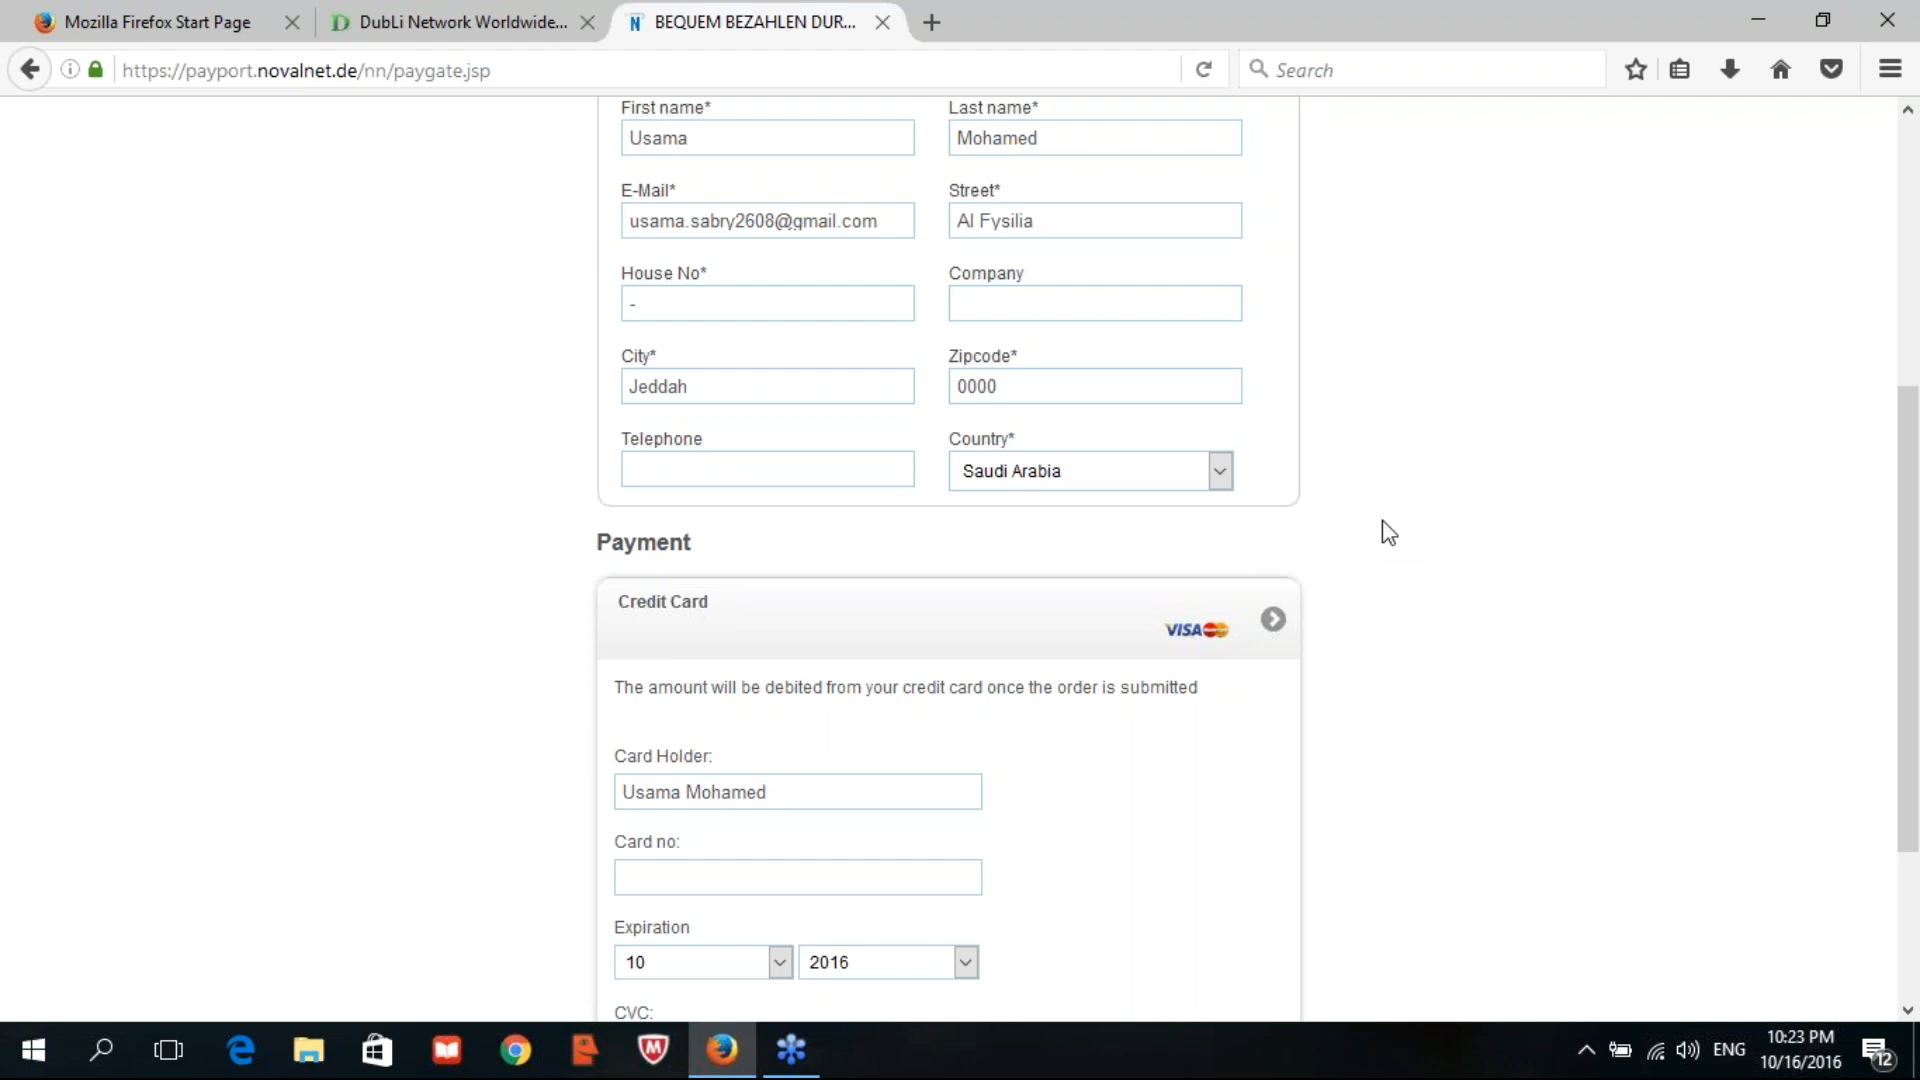 Mozilla Firefox Start Page
DubLi Network Worldwide...
BEQUEM BEZAHLEN DUR...
https://payport.novalnet.de/nn/paygate.jsp
Search
First name*
Last name*
Usama
Mohamed
E-Mail*
Street*
usama.sabry2608@gmail.com
Al Fysilia
House No*
Company
-
City*
Zipcode*
Jeddah
0000
Telephone
Country*
Saudi Arabia
Payment
Credit Card
VISA
The amount will be debited from your credit card once the order is submitted
Card Holder:
Usama Mohamed
Card no:
Expiration
10
2016
CVC:
ENG
10:23 PM
10/16/2016
12